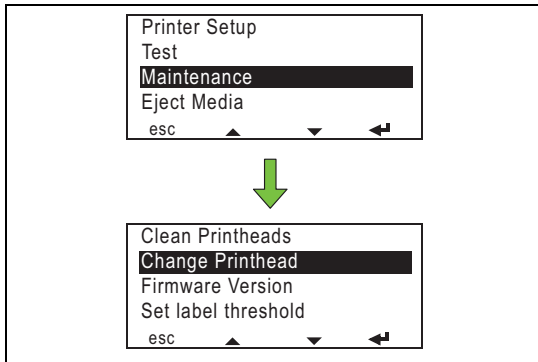 Printer Setup
Test
Maintenance
Eject Media
esc
Clean Printheads
Change Printhead
Firmware Version
Set label threshold
esc